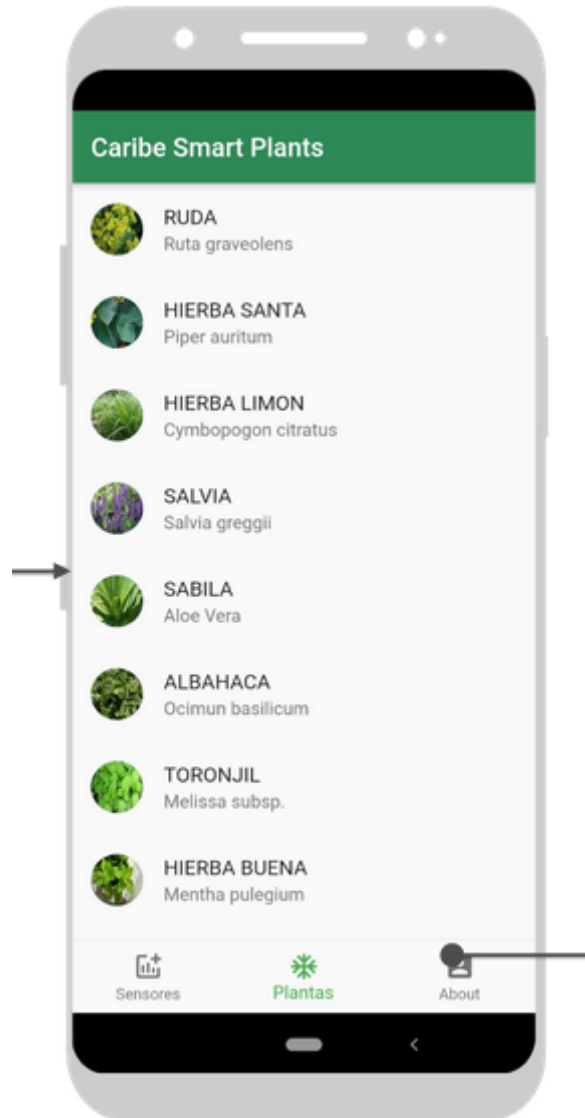 Caribe Smart Plants
RUDA
Ruta graveolens
HIERBA SANTA
Piper auritum
HIERBA LIMON
Cymbopogon citratus
SALVIA
Salvia greggii
SABILA
Aloe Vera
ALBAHACA
Ocimun basilicum
TORONJIL
Melissa subsp.
HIERBA BUENA
Mentha pulegium
Sensores
Plantas
About